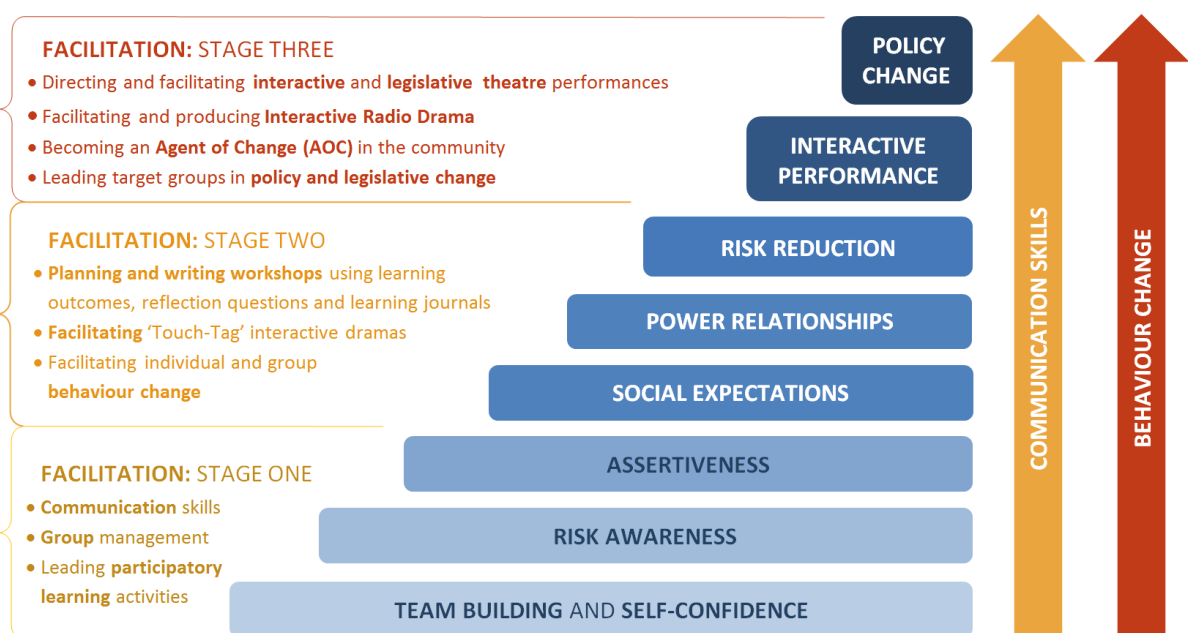 FACILITATION: STAGE THREE
• Directing and facilitating interactive and legislative theatre performances
• Facilitating and producing Interactive Radio Drama
• Becoming an Agent of Change (AOC) in the community
• Leading target groups in policy and legislative change
POLICY
CHANGE
INTERACTIVE
PERFORMANCE
FACILITATION: STAGE TWO
• Planning and writing workshops using learning
outcomes, reflection questions and learning journals
• Facilitating ‘Touch-Tag’ interactive dramas
• Facilitating individual and group
behaviour change
RISK REDUCTION
POWER RELATIONSHIPS
SOCIAL EXPECTATIONS
FACILITATION: STAGE ONE
• Communication skills
• Group management
• Leading participatory
learning activities
ASSERTIVENESS
RISK AWARENESS
TEAM BUILDING AND SELF-CONFIDENCE
COMMUNICATION SKILLS
BEHAVIOUR CHANGE